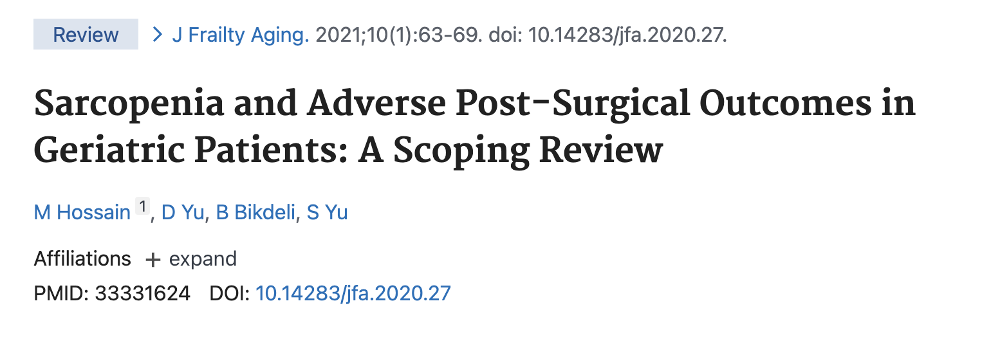 Review > J Frailty Aging. 2021;10(1):63-69. doi: 10.14283/jfa.2020.27.
Sarcopenia and Adverse Post-Surgical Outcomes in
Geriatric Patients: A Scoping Review
M Hossain 1, D Yu, B Bikdeli, S Yu
Affiliations + expand
PMID: 33331624 DOI: 10.14283/jfa.2020.27